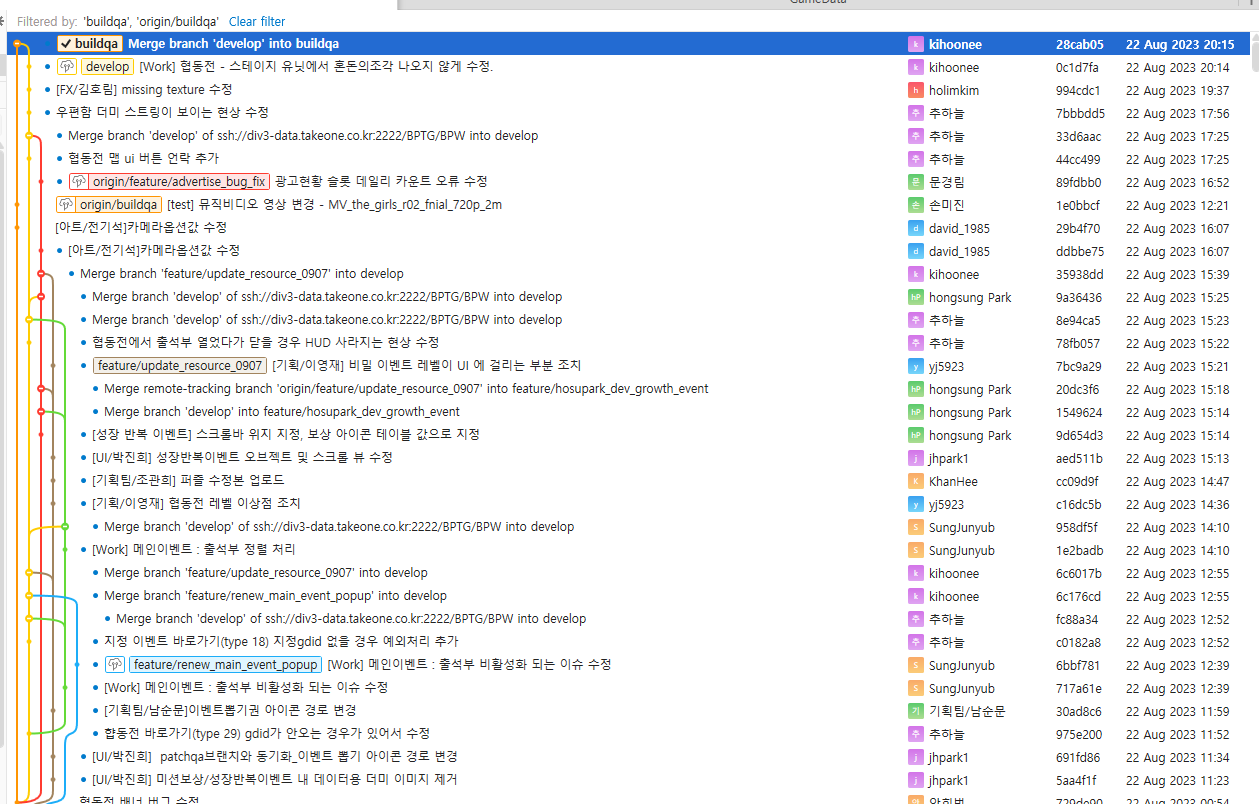 GameData
Filtered by: 'buildqa', 'origin/buildqa' Clear filter
buildqa Merge branch 'develop' into buildqa k kihoonee 28cab05 22 Aug 2023 20:15
develop [Work] 협동전 - 스테이지 유닛에서 혼돈의조각 나오지 않게 수정. k kihoonee 0c1d7fa 22 Aug 2023 20:14
[FX/김호림] missing texture 수정 h holimkim 994cdc1 22 Aug 2023 19:37
우편함 더미 스트링이 보이는 현상 수정 추 추하늘 7bbbdd5 22 Aug 2023 17:56
Merge branch 'develop' of ssh://div3-data.takeone.co.kr:2222/BPTG/BPW into develop 추 추하늘 33d6aac 22 Aug 2023 17:25
협동전 맵 ui 버튼 언락 추가 추 추하늘 44cc499 22 Aug 2023 17:25
origin/feature/advertise_bug_fix 광고현황 슬롯 데일리 카운트 오류 수정 문 문경림 89fdbb0 22 Aug 2023 16:52
origin/buildqa [test] 뮤직비디오 영상 변경 - MV_the_girls_r02_fnial_720p_2m 손 손미진 1e0bbcf 22 Aug 2023 12:21
[아트/전기석]카메라옵션값 수정 d david_1985 29b4f70 22 Aug 2023 16:07
[아트/전기석]카메라옵션값 수정 d david_1985 ddbbe75 22 Aug 2023 16:07
Merge branch 'feature/update_resource_0907' into develop k kihoonee 35938dd 22 Aug 2023 15:39
Merge branch 'develop' of ssh://div3-data.takeone.co.kr:2222/BPTG/BPW into develop hP hongsung Park 9a36436 22 Aug 2023 15:25
Merge branch 'develop' of ssh://div3-data.takeone.co.kr:2222/BPTG/BPW into develop 추 추하늘 8e94ca5 22 Aug 2023 15:23
협동전에서 출석부 열었다가 닫을 경우 HUD 사라지는 현상 수정 추 추하늘 78fb057 22 Aug 2023 15:22
feature/update_resource_0907 [기획/이영재] 비밀 이벤트 레벨이 UI 에 걸리는 부분 조치 y yj5923 7bc9a29 22 Aug 2023 15:21
Merge remote-tracking branch 'origin/feature/update_resource_0907' into feature/hosupark_dev_growth_event hP hongsung Park 20dc3f6 22 Aug 2023 15:18
Merge branch 'develop' into feature/hosupark_dev_growth_event hP hongsung Park 1549624 22 Aug 2023 15:14
[성장 반복 이벤트] 스크롤바 위지 지정, 보상 아이콘 테이블 값으로 지정 hP hongsung Park 9d654d3 22 Aug 2023 15:14
[UI/박진희] 성장반복이벤트 오브젝트 및 스크롤 뷰 수정 j jhpark1 aed511b 22 Aug 2023 15:13
[기획팀/조관희] 퍼즐 수정본 업로드 K KhanHee cc09d9f 22 Aug 2023 14:47
[기획/이영재] 협동전 레벨 이상점 조치 y yj5923 c16dc5b 22 Aug 2023 14:36
Merge branch 'develop' of ssh://div3-data.takeone.co.kr:2222/BPTG/BPW into develop S SungJunyub 958df5f 22 Aug 2023 14:10
[Work] 메인이벤트 : 출석부 정렬 처리 S SungJunyub 1e2badb 22 Aug 2023 14:10
Merge branch 'feature/update_resource_0907' into develop k kihoonee 6c6017b 22 Aug 2023 12:55
Merge branch 'feature/renew_main_event_popup' into develop k kihoonee 6c176cd 22 Aug 2023 12:55
Merge branch 'develop' of ssh://div3-data.takeone.co.kr:2222/BPTG/BPW into develop 추 추하늘 fc88a34 22 Aug 2023 12:52
지정 이벤트 바로가기(type 18) 지정gdid 없을 경우 예외처리 추가 추 추하늘 c0182a8 22 Aug 2023 12:52
feature/renew_main_event_popup [Work] 메인이벤트 : 출석부 비활성화 되는 이슈 수정 S SungJunyub 6bbf781 22 Aug 2023 12:39
[Work] 메인이벤트 : 출석부 비활성화 되는 이슈 수정 S SungJunyub 717a61e 22 Aug 2023 12:39
[기획팀/남순문]이벤트뽑기권 아이콘 경로 변경 기 기획팀/남순문 30ad8c6 22 Aug 2023 11:59
합동전 바로가기(type 29) gdid가 안오는 경우가 있어서 수정 추 추하늘 975e200 22 Aug 2023 11:52
[UI/박진희] patchqa브랜치와 동기화_이벤트 뽑기 아이콘 경로 변경 j jhpark1 691fd86 22 Aug 2023 11:34
[UI/박진희] 미션보상/성장반복이벤트 내 데이터용 더미 이미지 제거 j jhpark1 5aa4f1f 22 Aug 2023 11:23
협동전 배너 버그 수정 729de90 22 Aug 2023 00:54